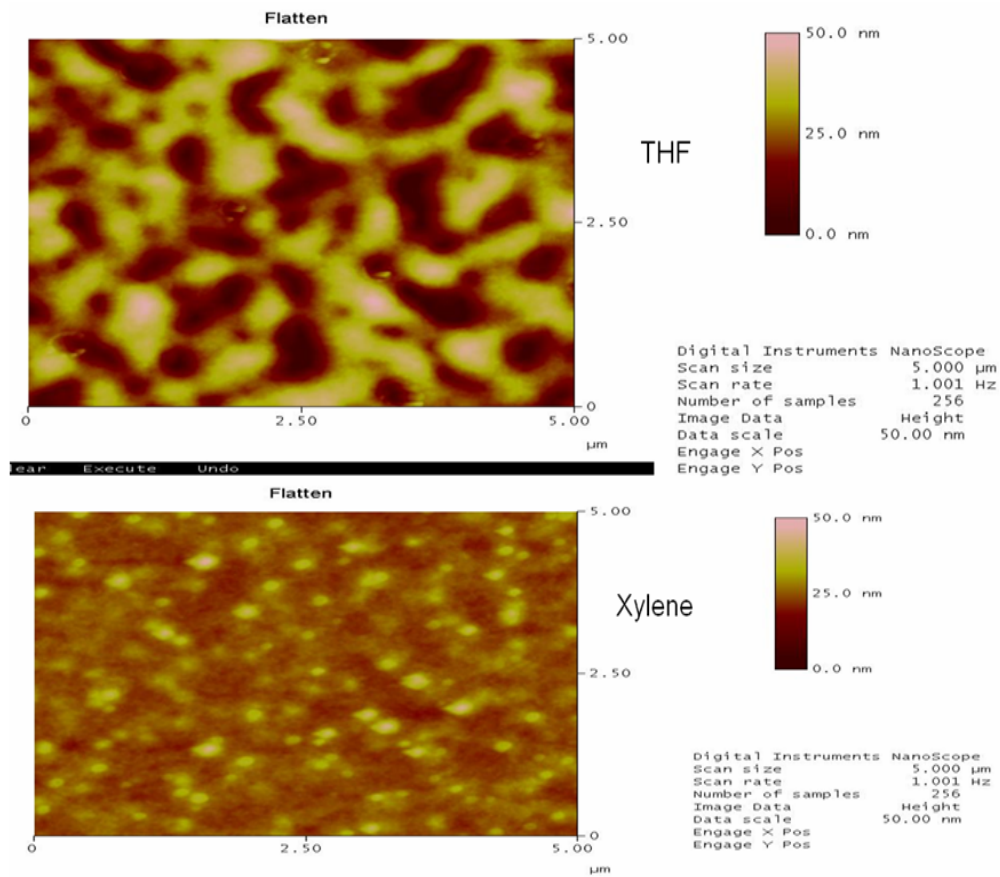 Flatten
5.00
2.50
0
0
2.50
5.00
µm
50.0 nm
25.0 nm
0.0 nm
THF
Digital Instruments NanoScope
Scan size 5.000 µm
Scan rate 1.001 Hz
Number of samples 256
Image Data Height
Data scale 50.00 nm
Engage X Pos
Engage Y Pos
ear Execute Undo
Flatten
5.00
2.50
0
0
2.50
5.00
µm
50.0 nm
25.0 nm
0.0 nm
Xylene
Digital Instruments NanoScope
Scan size 5.000 µm
Scan rate 1.001 Hz
Number of samples 256
Image Data Height
Data scale 50.00 nm
Engage X Pos
Engage Y Pos